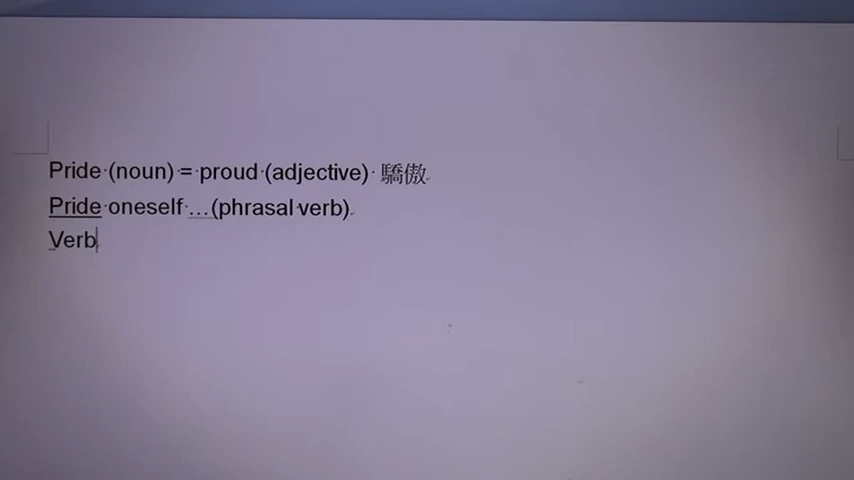 Pride (noun) = proud (adjective) 驕傲
Pride oneself …(phrasal verb)
Verb